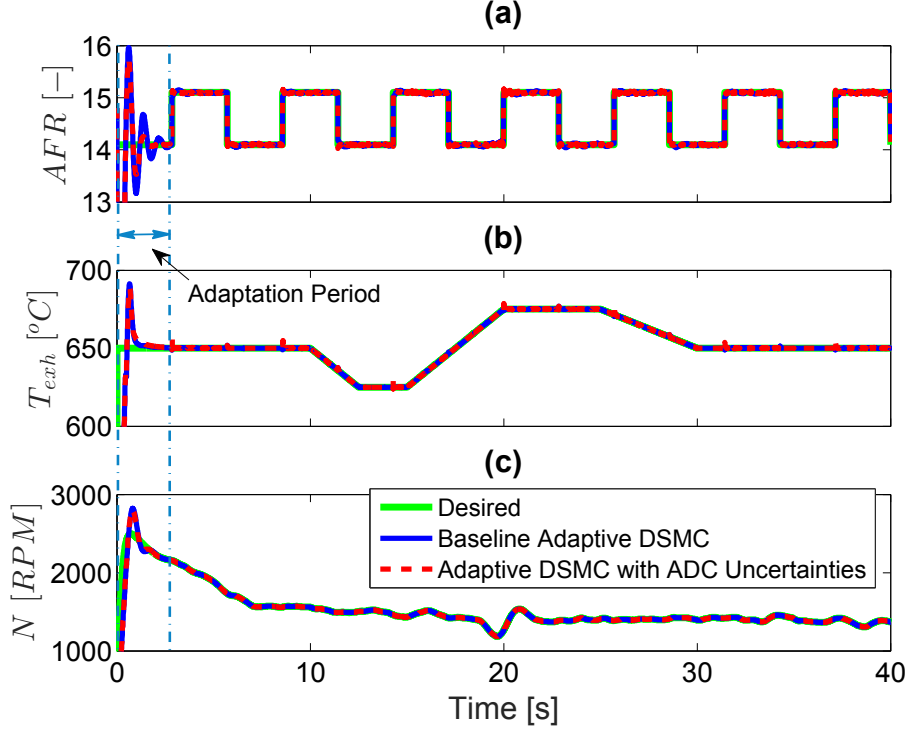 (a)
AFR [−]
16
15
14
13
(b)
Adaptation Period
T_exh [°C]
700
650
600
(c)
N [RPM]
3000
2000
1000
Desired
Baseline Adaptive DSMC
Adaptive DSMC with ADC Uncertainties
0 10 20 30 40
Time [s]